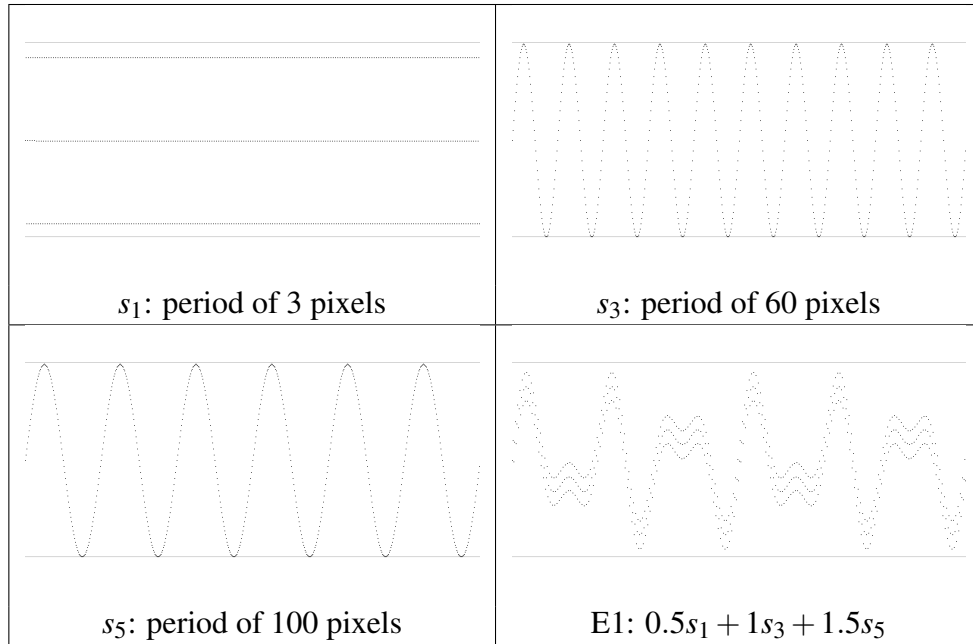 s₁: period of 3 pixels
s₃: period of 60 pixels
s₅: period of 100 pixels
E1: 0.5s₁ + 1s₃ + 1.5s₅